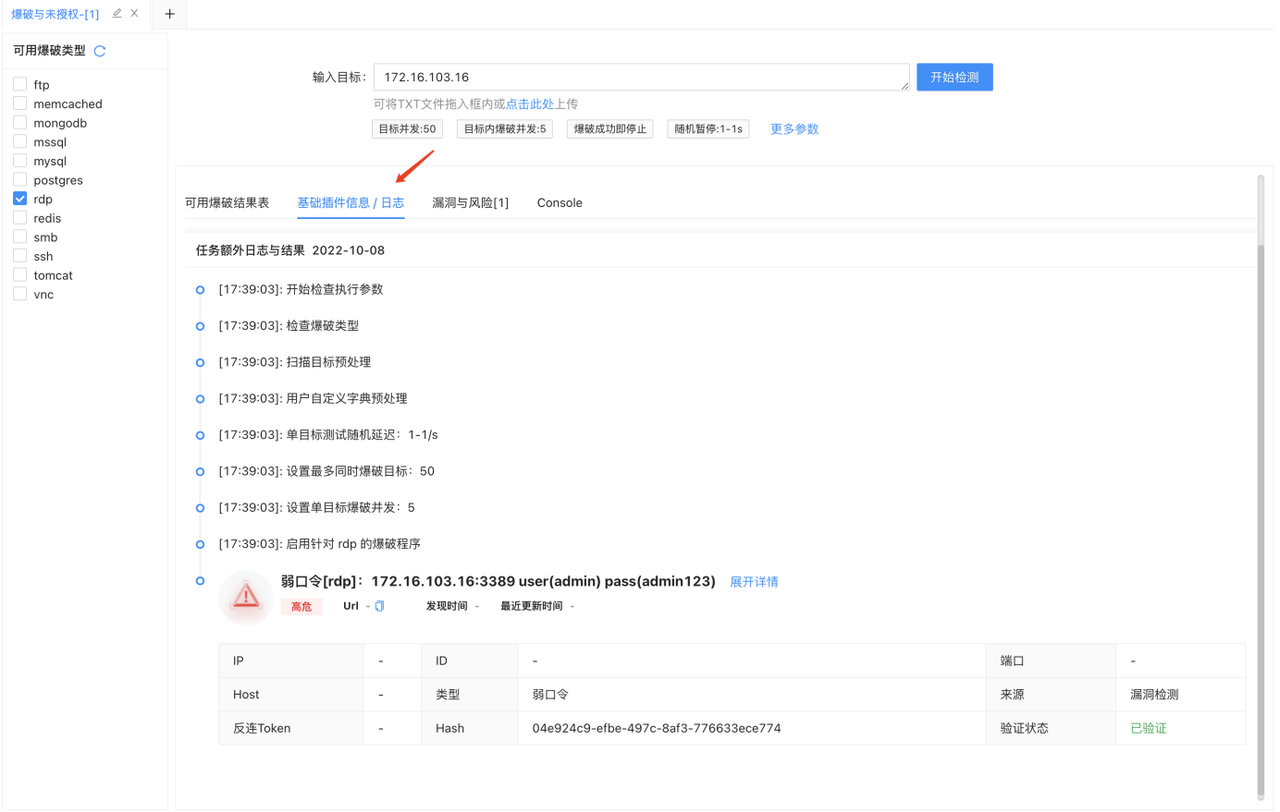 爆破与未授权-[1]
可用爆破类型
ftp
memcached
mongodb
mssql
mysql
postgres
rdp
redis
smb
ssh
tomcat
vnc
输入目标: 172.16.103.16 开始检测
可将TXT文件拖入框内或点击此处上传
目标并发:50 目标内爆破并发:5 爆破成功即停止 随机暂停:1-1s 更多参数
可用爆破结果表 基础插件信息 / 日志 漏洞与风险[1] Console
任务额外日志与结果 2022-10-08
[17:39:03]: 开始检查执行参数
[17:39:03]: 检查爆破类型
[17:39:03]: 扫描目标预处理
[17:39:03]: 用户自定义字典预处理
[17:39:03]: 单目标测试随机延迟：1-1/s
[17:39:03]: 设置最多同时爆破目标：50
[17:39:03]: 设置单目标爆破并发：5
[17:39:03]: 启用针对 rdp 的爆破程序
弱口令[rdp]：172.16.103.16:3389 user(admin) pass(admin123) 展开详情
高危 Url - 发现时间 - 最近更新时间 -
IP - ID - 端口 -
Host - 类型 弱口令 来源 漏洞检测
反连Token - Hash 04e924c9-efbe-497c-8af3-776633ece774 验证状态 已验证